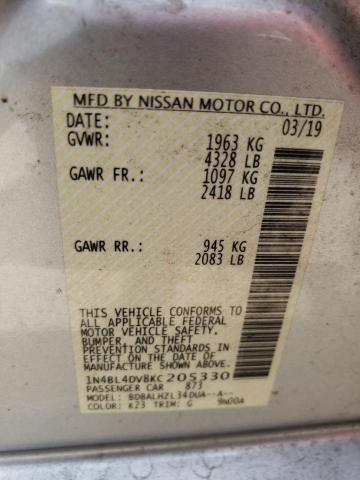 MFD BY NISSAN MOTOR CO., LTD.
DATE: 03/19
GVWR: 1963 KG
4328 LB
GAWR FR.: 1097 KG
2418 LB
GAWR RR.: 945 KG
2083 LB
THIS VEHICLE CONFORMS TO ALL
APPLICABLE FEDERAL
MOTOR VEHICLE SAFETY,
BUMPER, AND THEFT
PREVENTION STANDARDS
IN EFFECT ON THE DATE OF
MANUFACTURE SHOWN ABOVE.
1N4BL4DV8KC205330
PASSENGER CAR 873
MODEL: BDBALHZL34DUA--A--
COLOR: K23 TRIM: G 9N20A